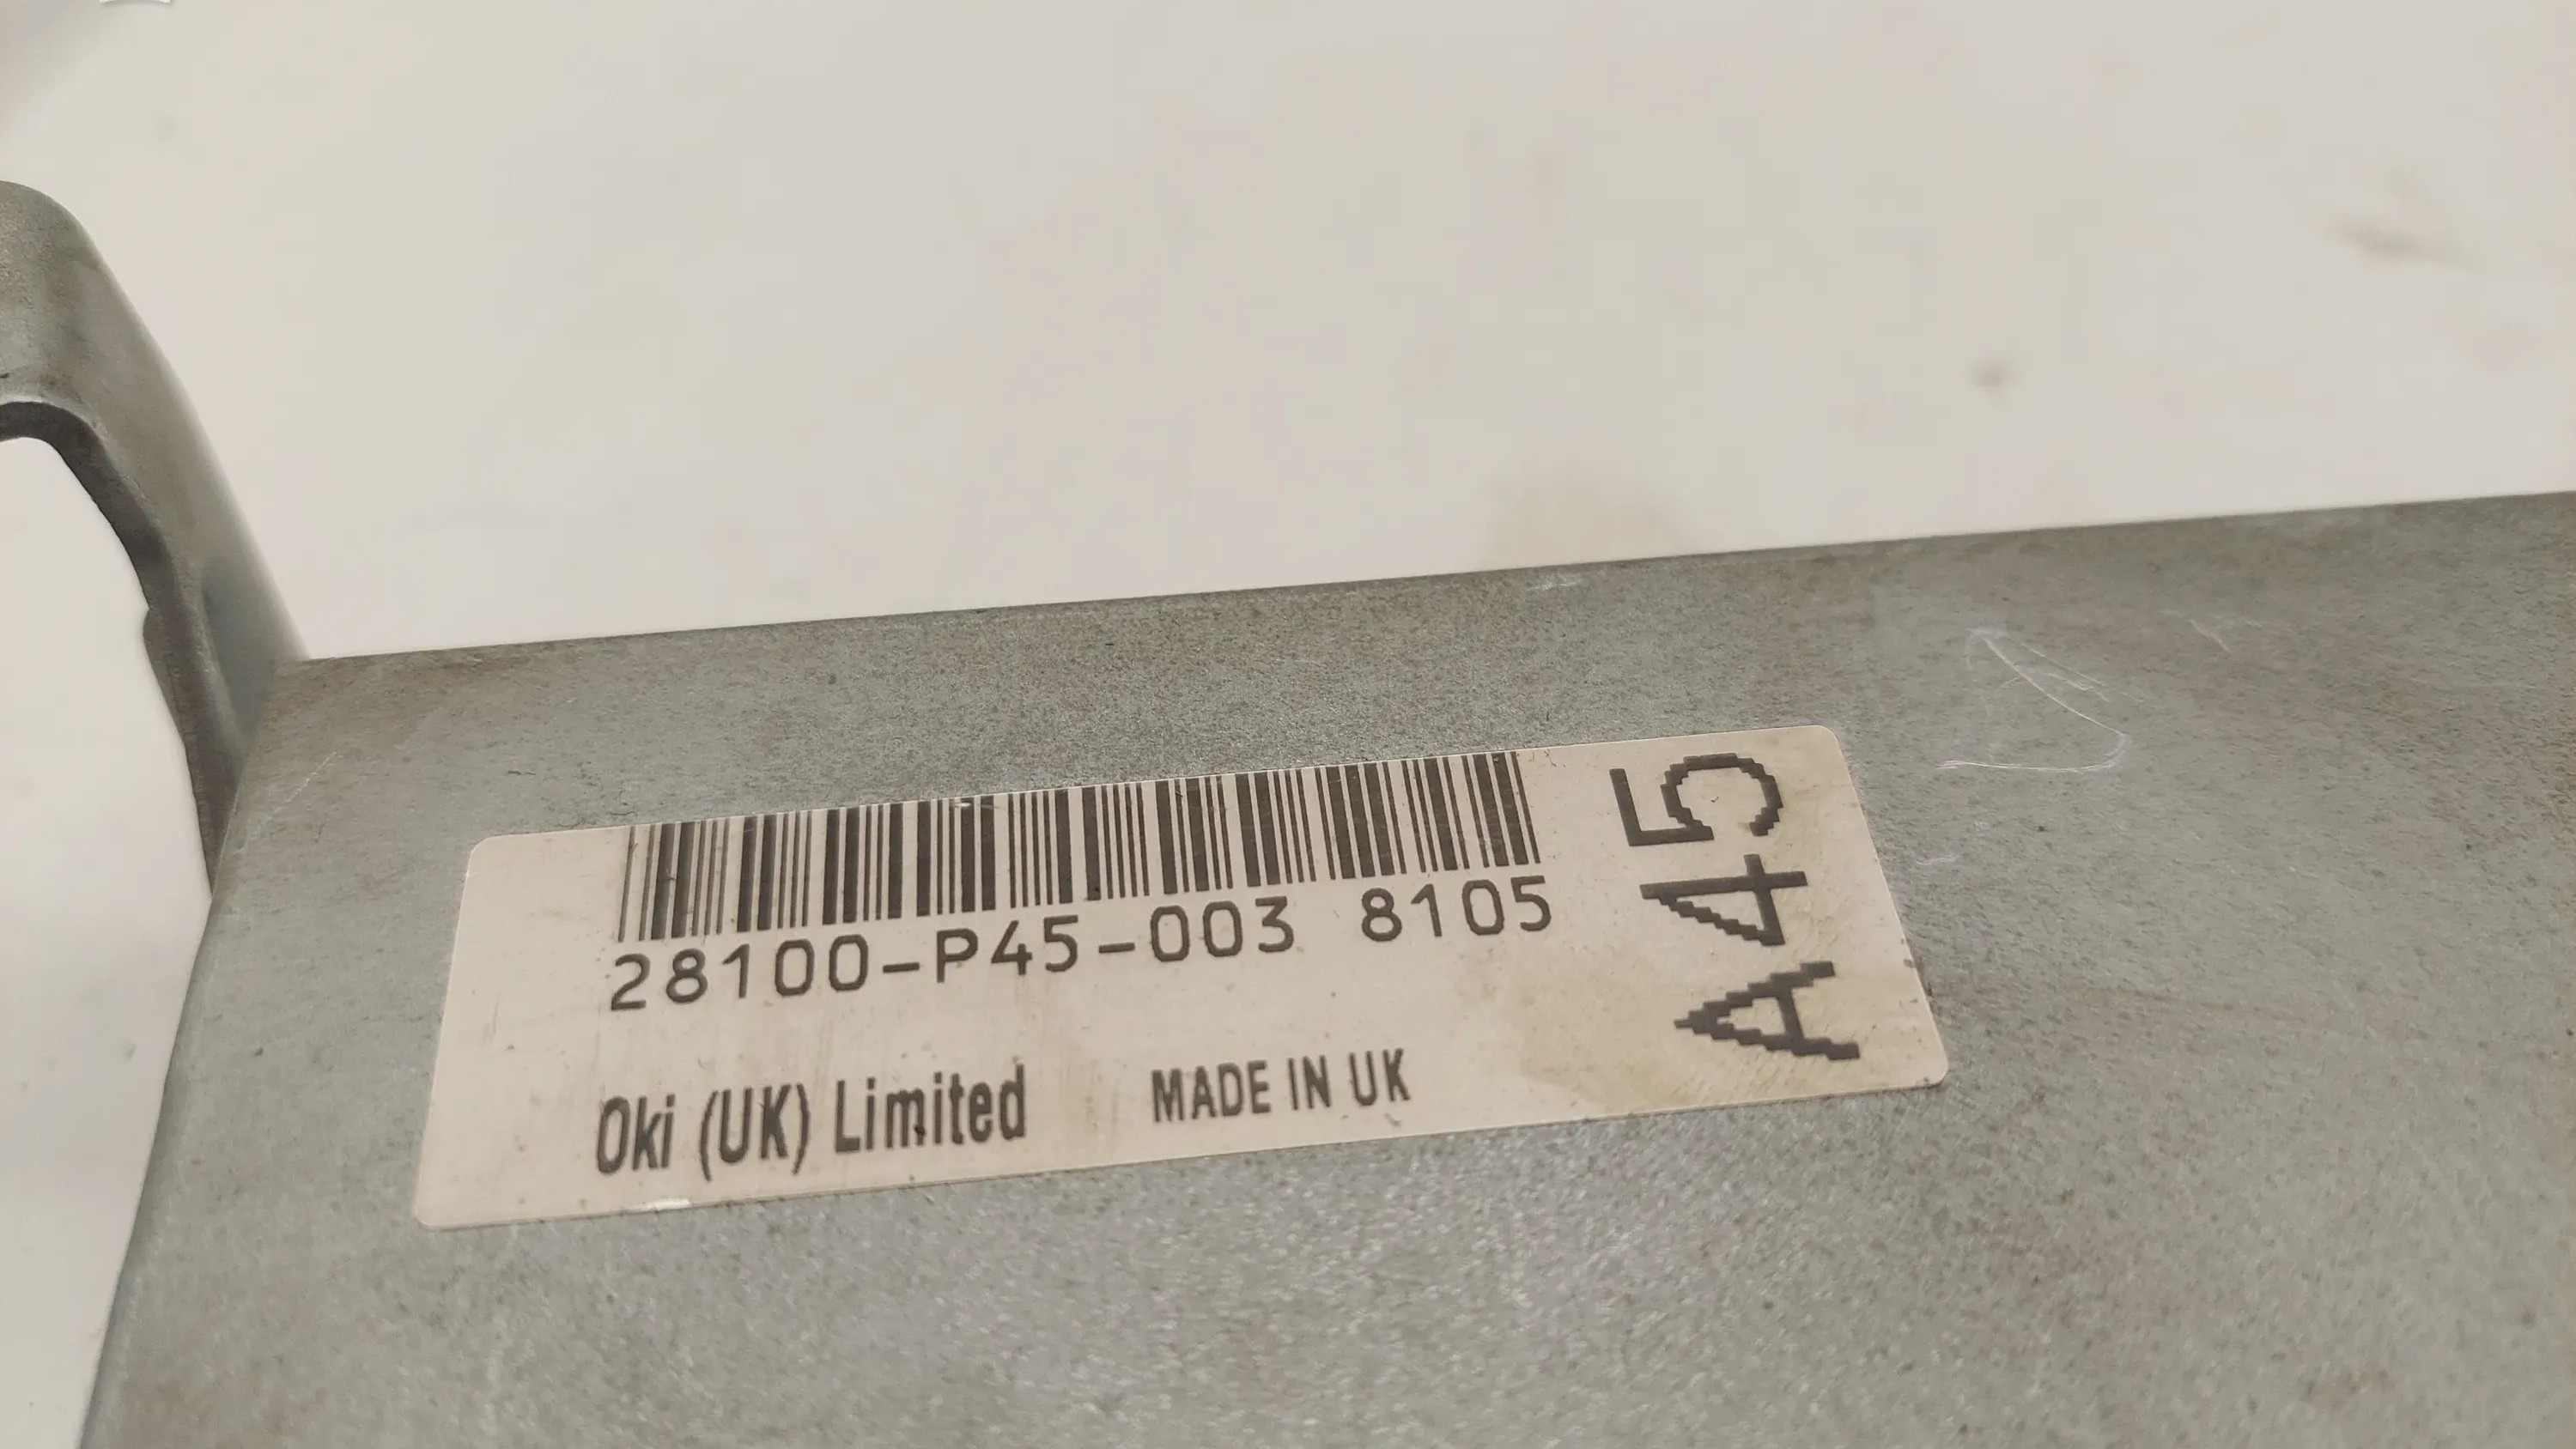 28100-P45-003 8105
Oki (UK) Limited MADE IN UK
A45